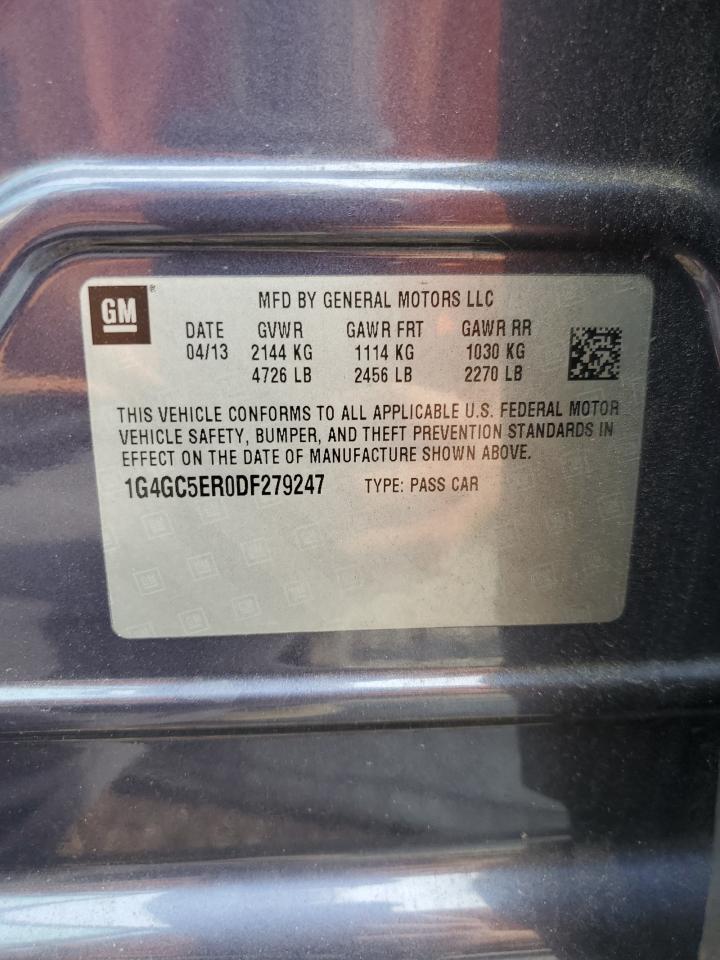 GM ®
MFD BY GENERAL MOTORS LLC
DATE GVWR GAWR FRT GAWR RR
04/13 2144 KG 1114 KG 1030 KG
4726 LB 2456 LB 2270 LB
THIS VEHICLE CONFORMS TO ALL APPLICABLE U.S. FEDERAL MOTOR
VEHICLE SAFETY, BUMPER, AND THEFT PREVENTION STANDARDS IN
EFFECT ON THE DATE OF MANUFACTURE SHOWN ABOVE.
1G4GC5ER0DF279247 TYPE: PASS CAR